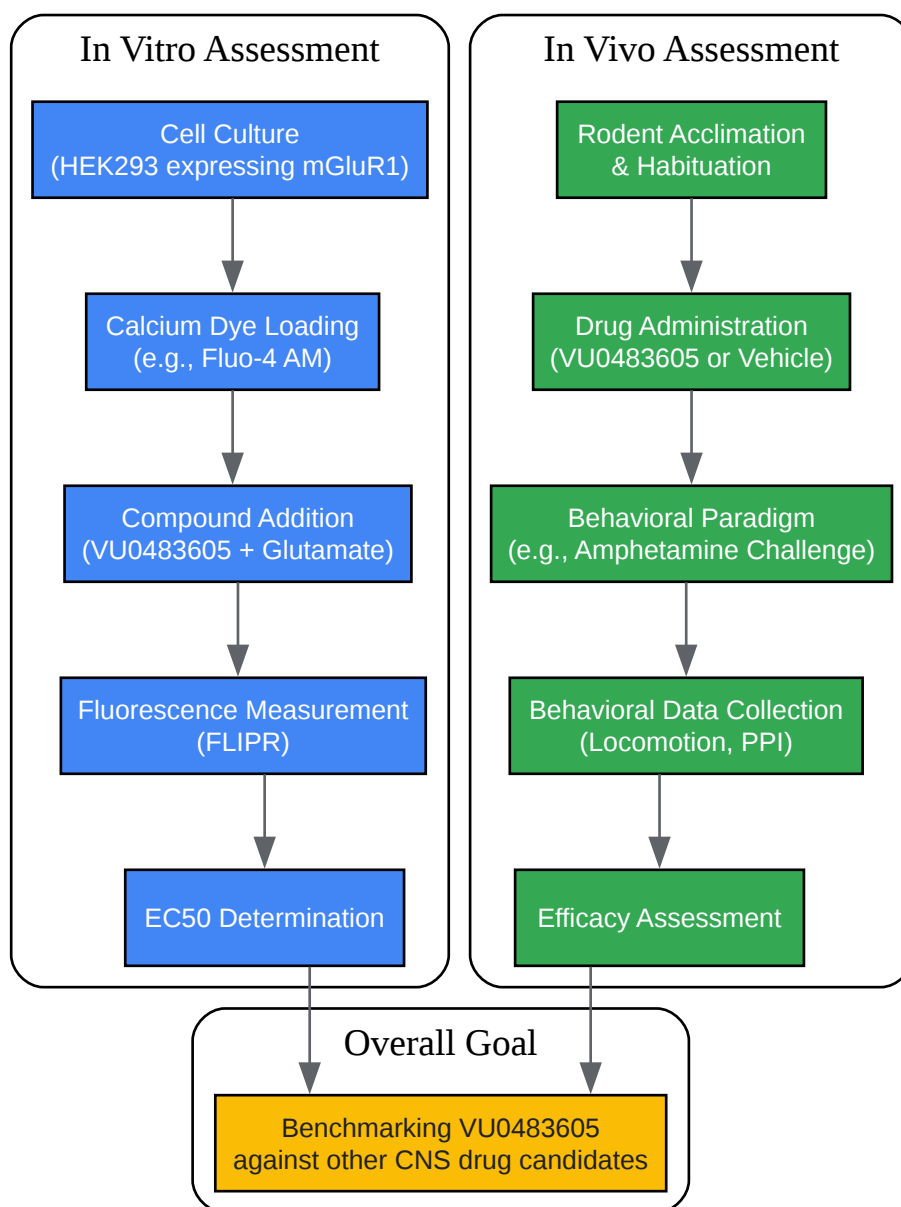 In Vitro Assessment
Cell Culture
(HEK293 expressing mGluR1)
Calcium Dye Loading
(e.g., Fluo-4 AM)
Compound Addition
(VU0483605 + Glutamate)
Fluorescence Measurement
(FLIPR)
EC50 Determination
In Vivo Assessment
Rodent Acclimation
& Habituation
Drug Administration
(VU0483605 or Vehicle)
Behavioral Paradigm
(e.g., Amphetamine Challenge)
Behavioral Data Collection
(Locomotion, PPI)
Efficacy Assessment
Overall Goal
Benchmarking VU0483605
against other CNS drug candidates